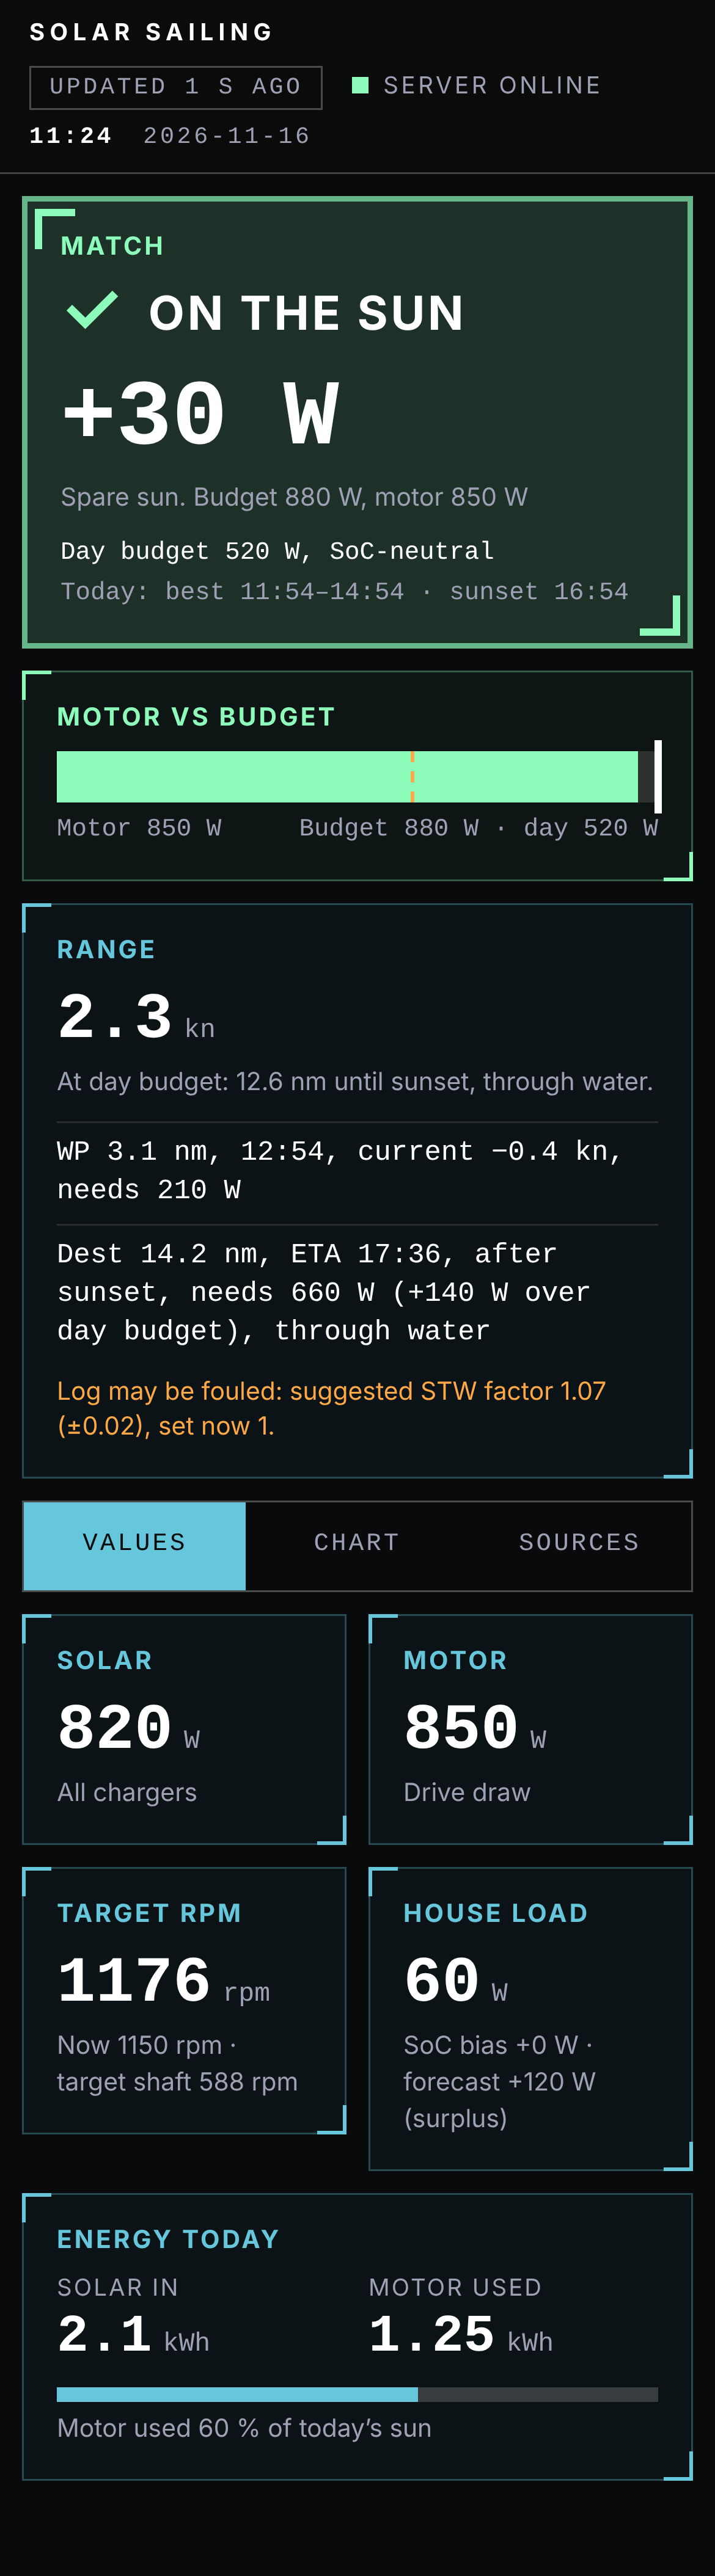 SOLAR SAILING
UPDATED 1 S AGO
SERVER ONLINE
11:24 2026-11-16
MATCH
ON THE SUN
+30 W
Spare sun. Budget 880 W, motor 850 W
Day budget 520 W, SoC-neutral
Today: best 11:54–14:54 · sunset 16:54
MOTOR VS BUDGET
Motor 850 W
Budget 880 W · day 520 W
RANGE
2.3 kn
At day budget: 12.6 nm until sunset, through water.
WP 3.1 nm, 12:54, current −0.4 kn,
needs 210 W
Dest 14.2 nm, ETA 17:36, after
sunset, needs 660 W (+140 W over
day budget), through water
Log may be fouled: suggested STW factor 1.07
(±0.02), set now 1.
VALUES
CHART
SOURCES
SOLAR
820 W
All chargers
MOTOR
850 W
Drive draw
TARGET RPM
1176 rpm
Now 1150 rpm ·
target shaft 588 rpm
HOUSE LOAD
60 W
SoC bias +0 W ·
forecast +120 W
(surplus)
ENERGY TODAY
SOLAR IN
2.1 kWh
MOTOR USED
1.25 kWh
Motor used 60 % of today’s sun